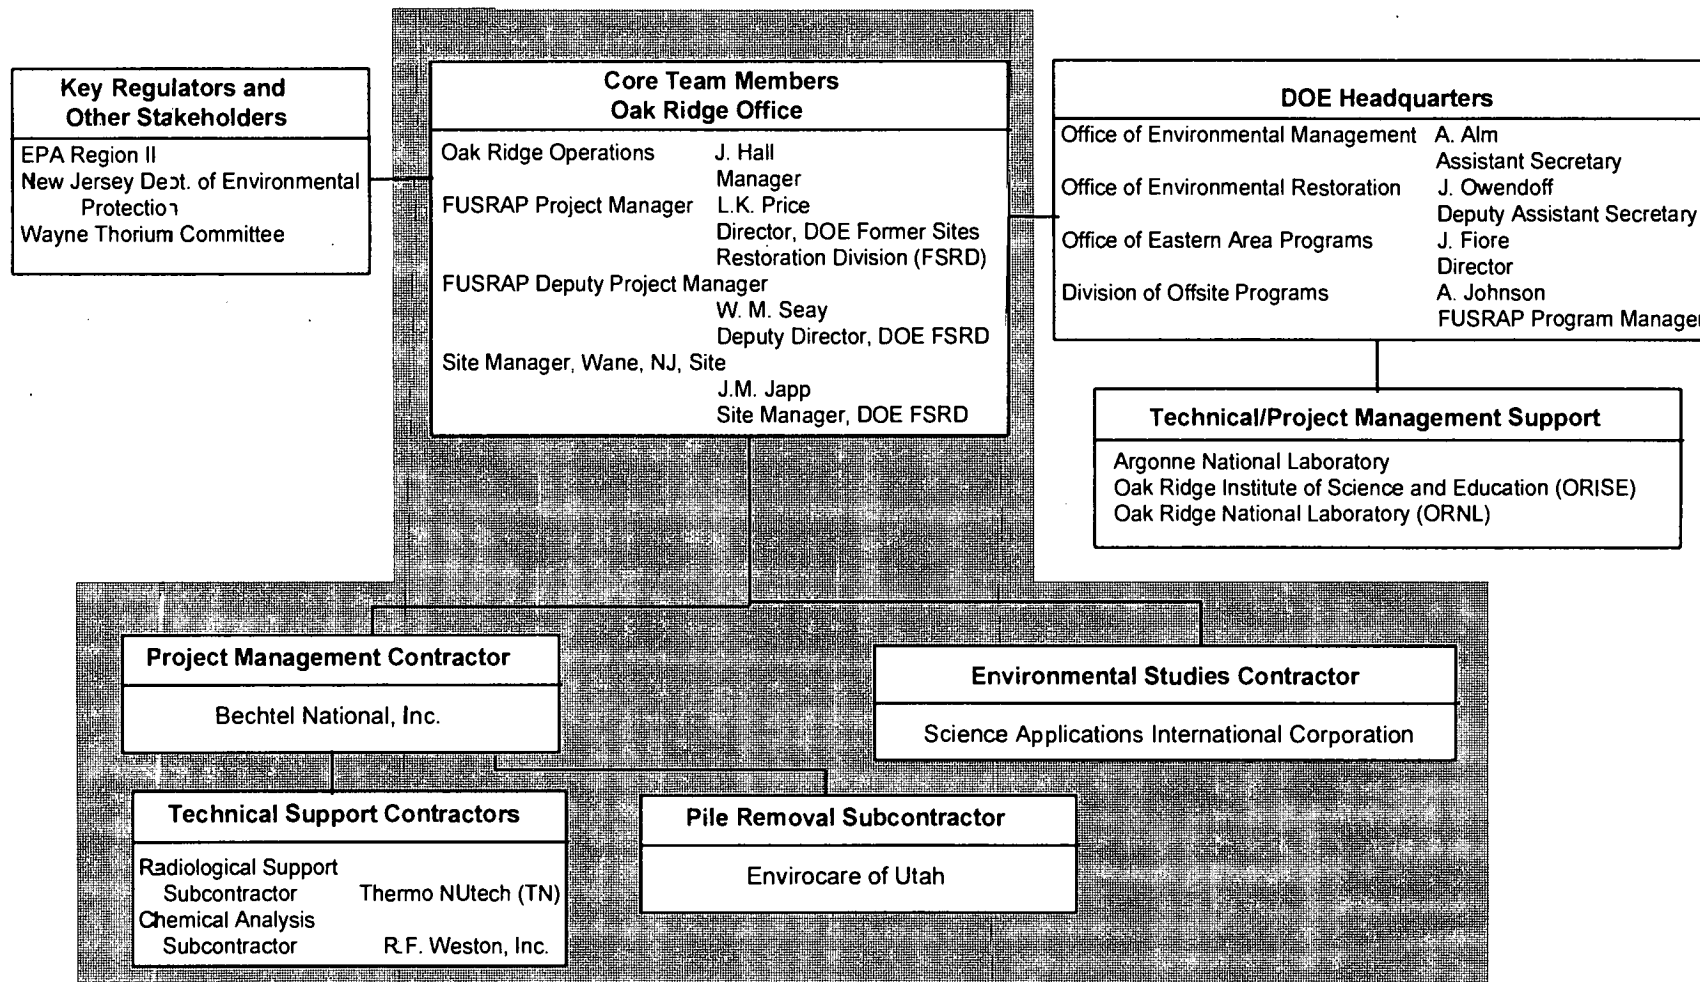 Key Regulators and
Other Stakeholders
EPA Region II
New Jersey Dept. of Environmental
Protection
Wayne Thorium Committee
Core Team Members
Oak Ridge Office
Oak Ridge Operations J. Hall
Manager
FUSRAP Project Manager L.K. Price
Director, DOE Former Sites
Restoration Division (FSRD)
FUSRAP Deputy Project Manager
W. M. Seay
Deputy Director, DOE FSRD
Site Manager, Wane, NJ, Site
J.M. Japp
Site Manager, DOE FSRD
DOE Headquarters
Office of Environmental Management A. Alm
Assistant Secretary
Office of Environmental Restoration J. Owendoff
Deputy Assistant Secretary
Office of Eastern Area Programs J. Fiore
Director
Division of Offsite Programs A. Johnson
FUSRAP Program Manager
Technical/Project Management Support
Argonne National Laboratory
Oak Ridge Institute of Science and Education (ORISE)
Oak Ridge National Laboratory (ORNL)
Project Management Contractor
Bechtel National, Inc.
Environmental Studies Contractor
Science Applications International Corporation
Technical Support Contractors
Radiological Support
Subcontractor Thermo NUtech (TN)
Chemical Analysis
Subcontractor R.F. Weston, Inc.
Pile Removal Subcontractor
Envirocare of Utah